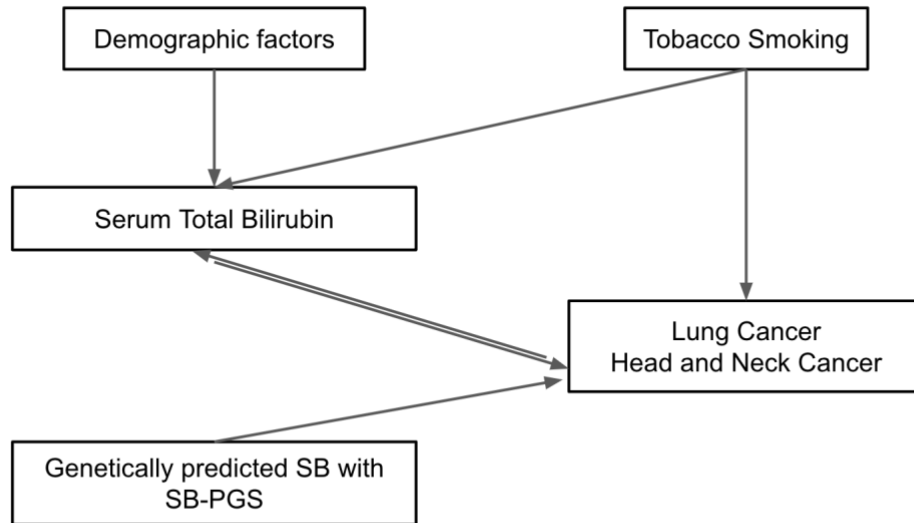 Demographic factors
Tobacco Smoking
Serum Total Bilirubin
Lung Cancer
Head and Neck Cancer
Genetically predicted SB with
SB-PGS